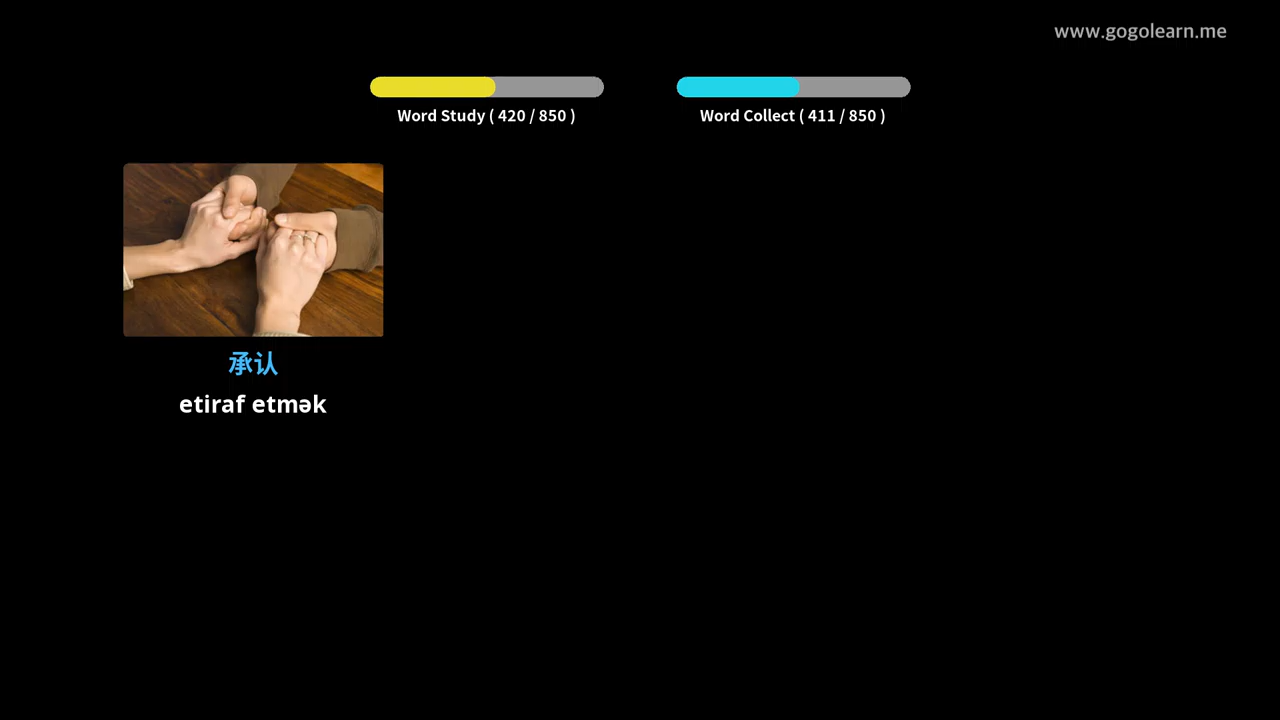 www.gogolearn.me
Word Study ( 420 / 850 )
Word Collect ( 411 / 850 )
承认
etiraf etmək